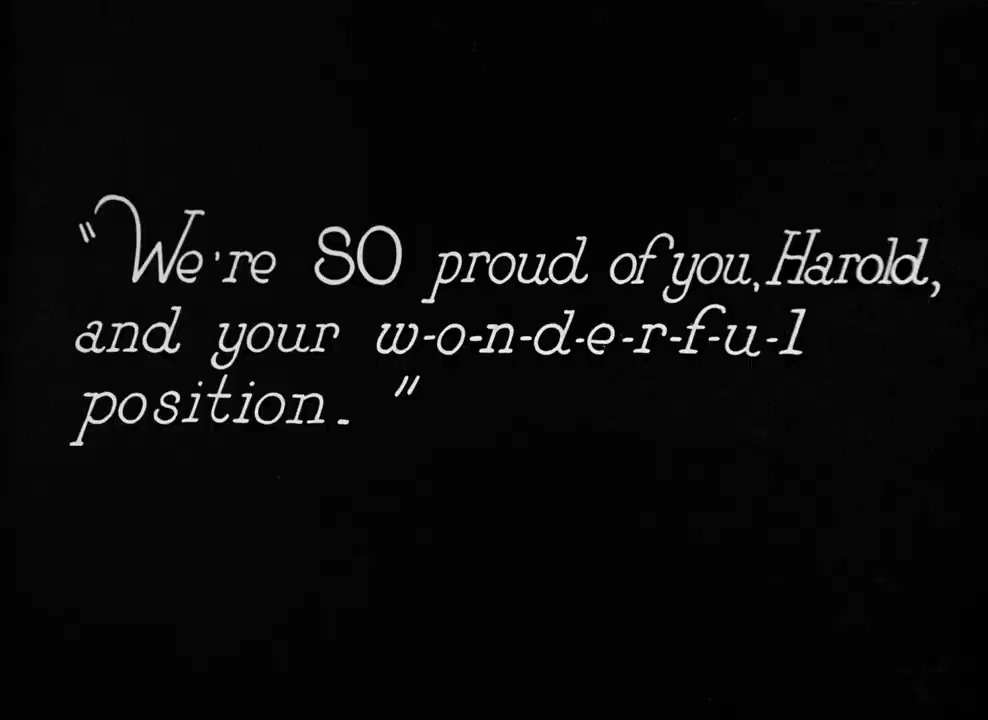 "We're SO proud of you, Harold,
and your w-o-n-d-e-r-f-u-l
position."